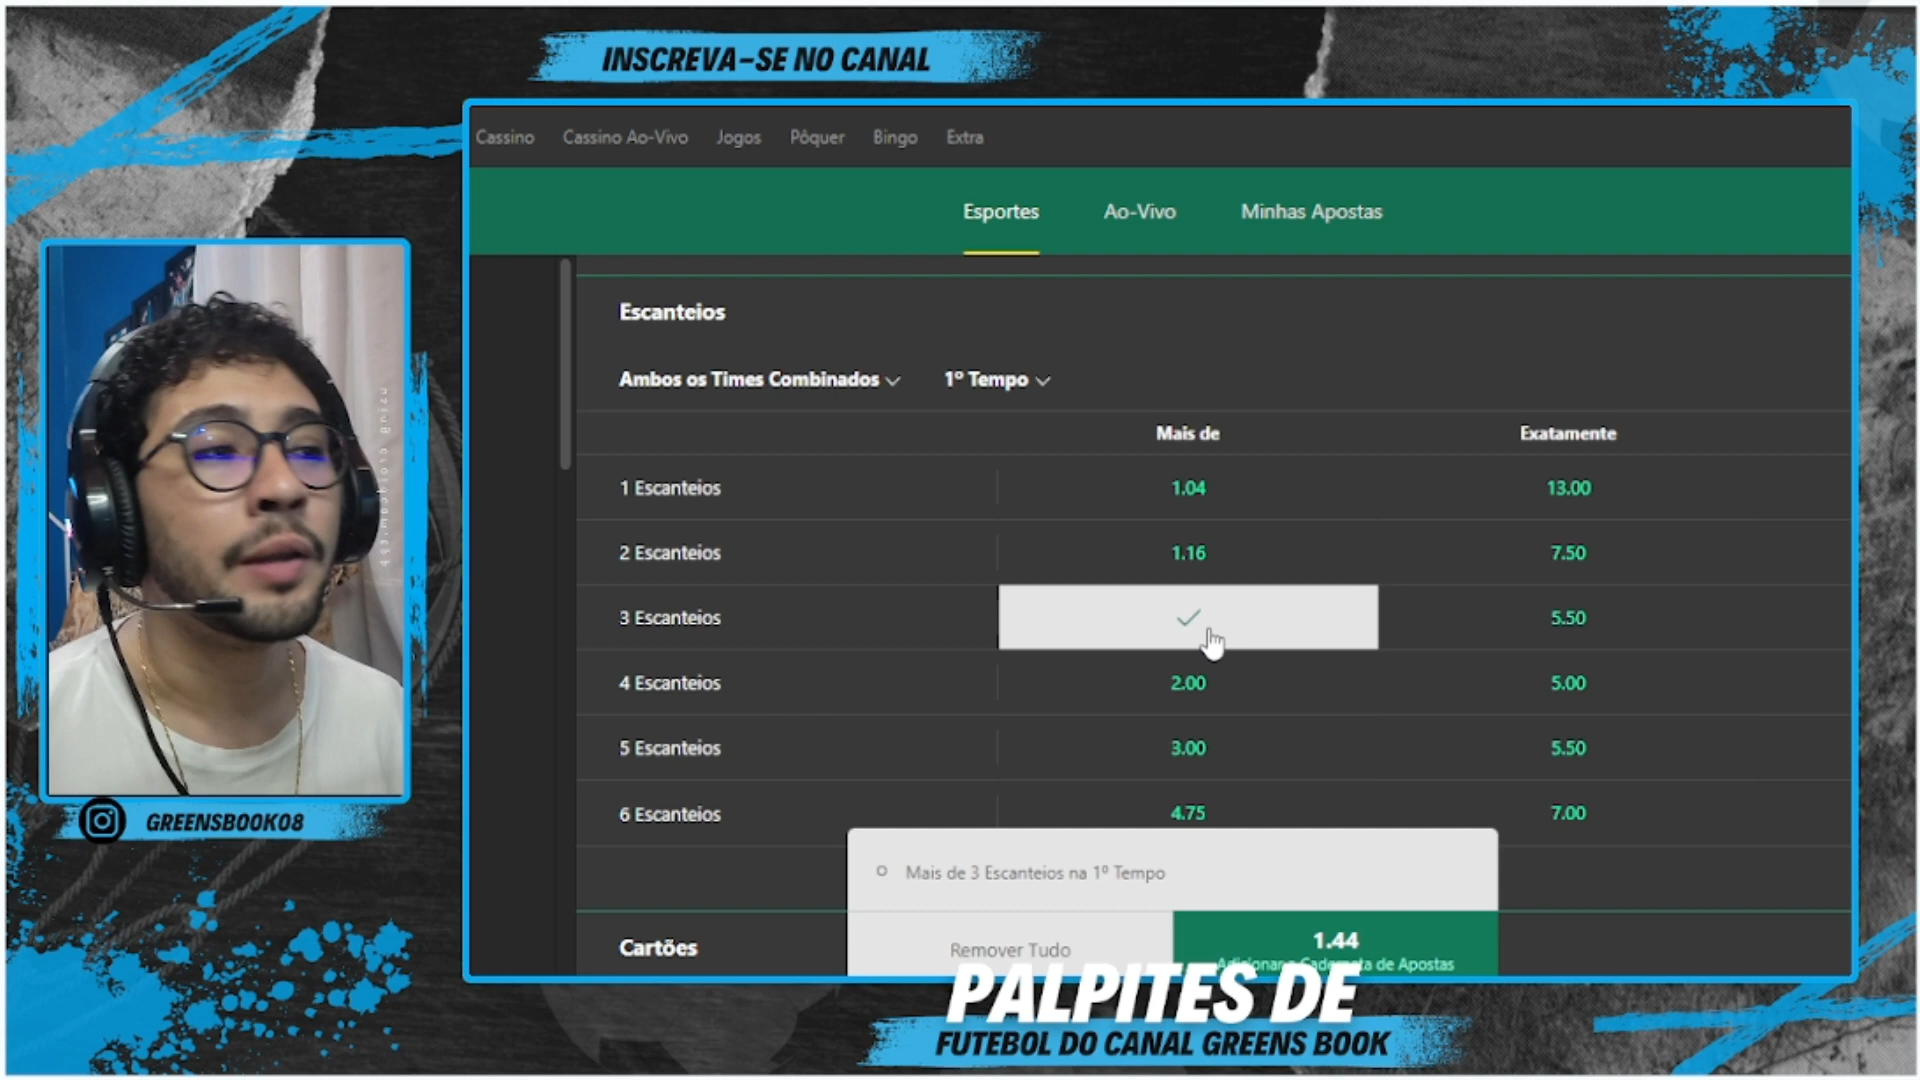 INSCREVA-SE NO CANAL
Cassino Cassino Ao-Vivo Jogos Pôquer Bingo Extra
Esportes Ao-Vivo Minhas Apostas
Escanteios
Ambos os Times Combinados 1º Tempo
Mais de Exatamente
1 Escanteios 1.04 13.00
2 Escanteios 1.16 7.50
3 Escanteios 5.50
4 Escanteios 2.00 5.00
5 Escanteios 3.00 5.50
6 Escanteios 4.75 7.00
Mais de 3 Escanteios na 1º Tempo
Cartões
Remover Tudo
1.44
Adicionar a Caderneta de Apostas
GREENSBOOK08
PALPITES DE
FUTEBOL DO CANAL GREENS BOOK